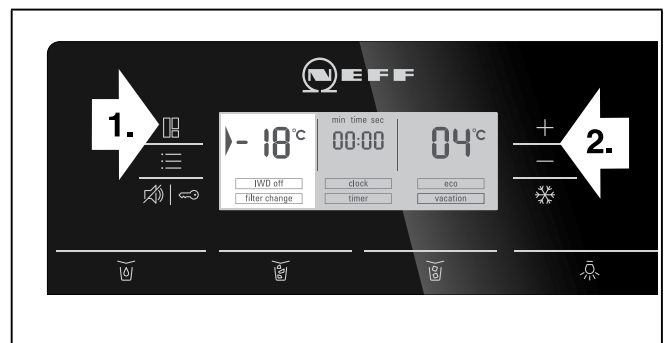 NEFF
1.
2.
min time sec
-18°C
00:00
04°C
+
−
IWD off
clock
eco
filter change
timer
vacation